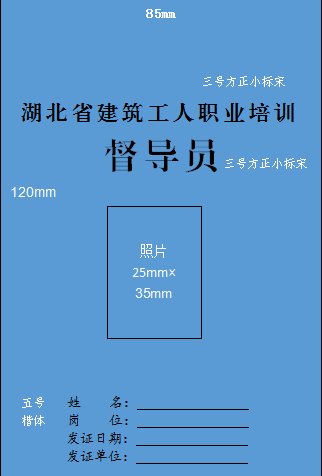 85mm
三号方正小标宋
湖北省建筑工人职业培训
督导员 三号方正小标宋
120mm
照片
25mm×
35mm
五号 姓 名：
楷体 岗 位：
发证日期：
发证单位：